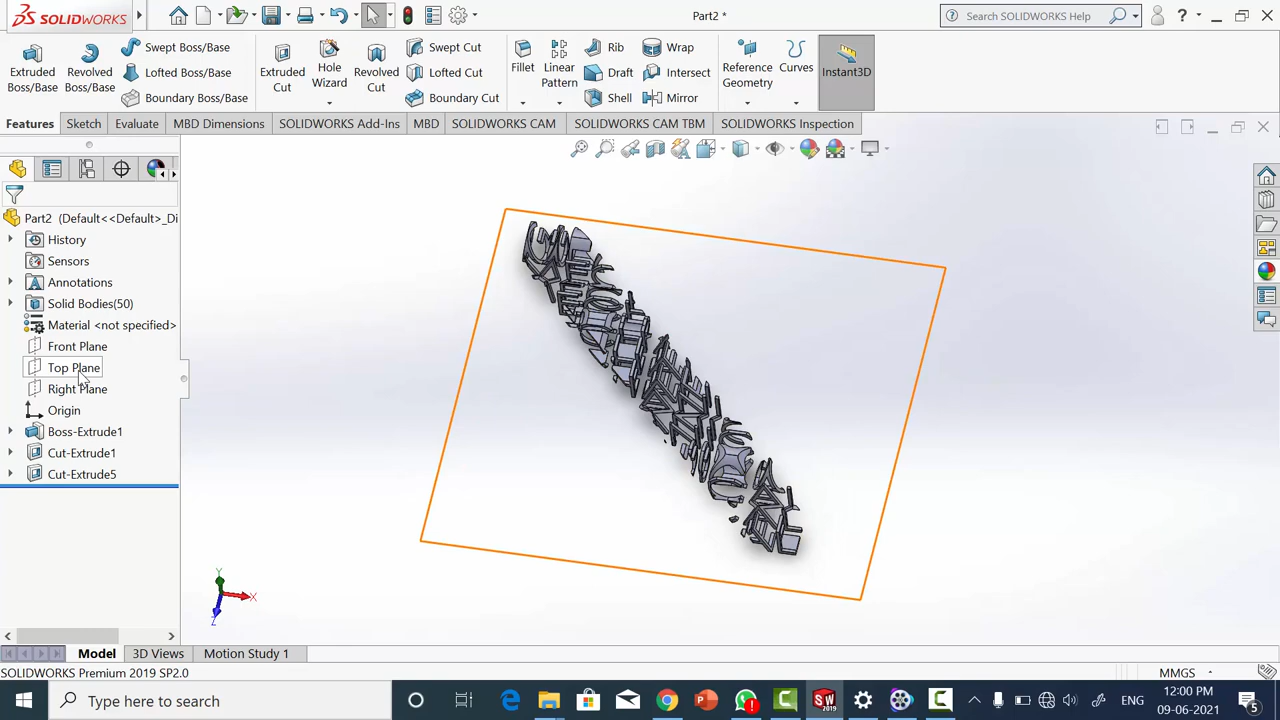 SOLIDWORKS
Part2 *
Search SOLIDWORKS Help
Extruded Boss/Base
Revolved Boss/Base
Swept Boss/Base
Lofted Boss/Base
Boundary Boss/Base
Extruded Cut
Hole Wizard
Revolved Cut
Swept Cut
Lofted Cut
Boundary Cut
Fillet
Linear Pattern
Rib
Draft
Shell
Wrap
Intersect
Mirror
Reference Geometry
Curves
Instant3D
Features
Sketch
Evaluate
MBD Dimensions
SOLIDWORKS Add-Ins
MBD
SOLIDWORKS CAM
SOLIDWORKS CAM TBM
SOLIDWORKS Inspection
Part2 (Default<<Default>_Di
History
Sensors
Annotations
Solid Bodies(50)
Material <not specified>
Front Plane
Top Plane
Right Plane
Origin
Boss-Extrude1
Cut-Extrude1
Cut-Extrude5
Y
X
Z
Model
3D Views
Motion Study 1
SOLIDWORKS Premium 2019 SP2.0
MMGS
Type here to search
SW
2019
ENG
12:00 PM
09-06-2021
5